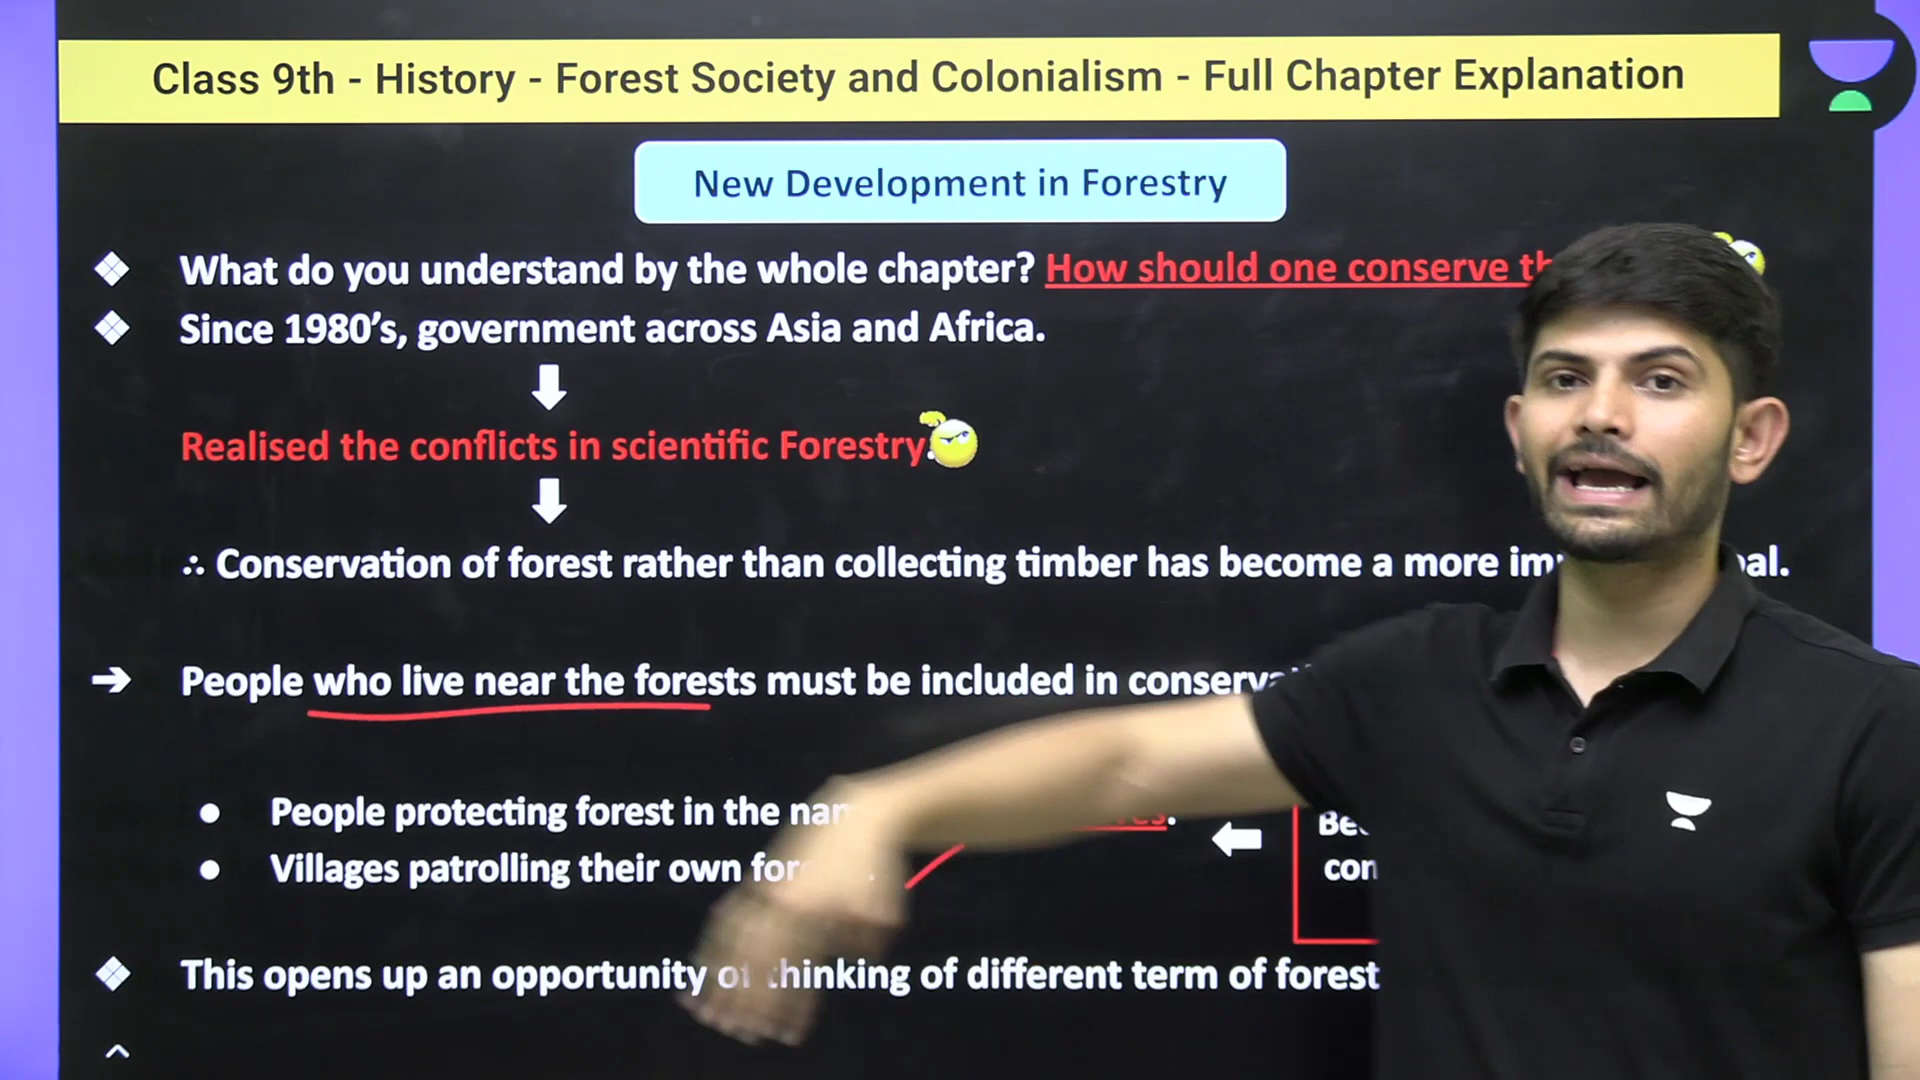 Class 9th - History - Forest Society and Colonialism - Full Chapter Explanation
New Development in Forestry
What do you understand by the whole chapter? How should one conserve
Since 1980's, government across Asia and Africa.
Realised the conflicts in scientific Forestry.
∴ Conservation of forest rather than collecting timber has become a more
People who live near the forests must be included in
People protecting forest in the
Villages patrolling their own
This opens up an opportunity of thinking of different term of forest